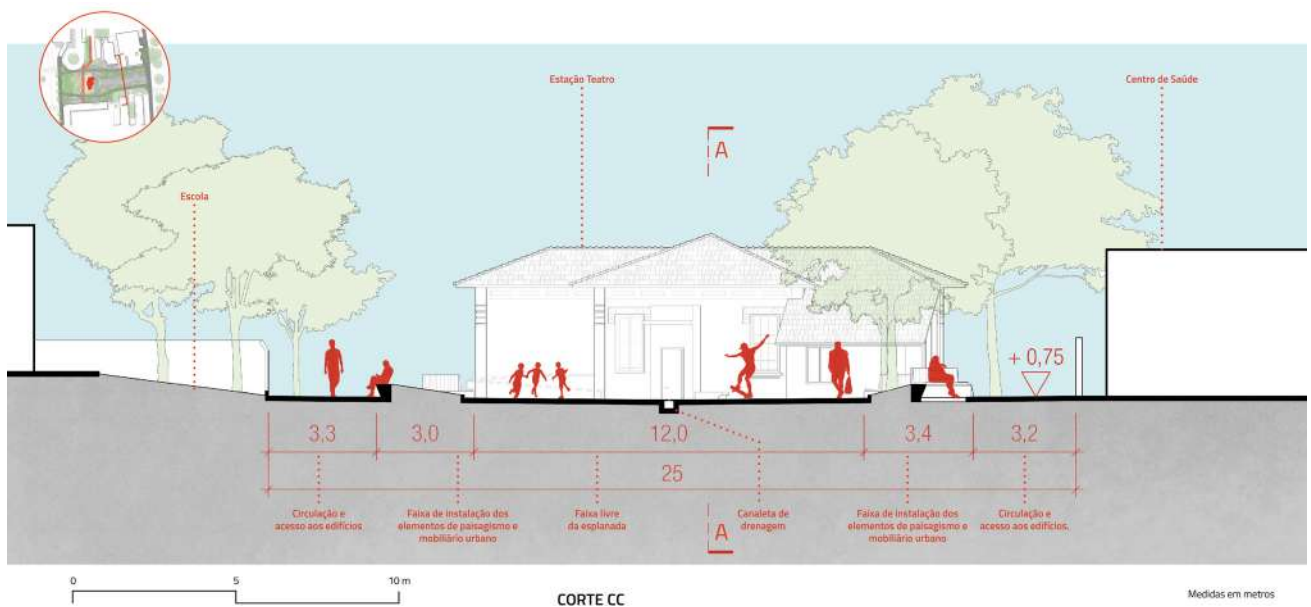 Estação Teatro
Centro de Saúde
A
Escola
+ 0,75
3,3
3,0
12,0
3,4
3,2
25
Circulação e
acesso aos edifícios
Faixa de instalação dos
elementos de paisagismo e
mobiliário urbano
Faixa livre
da esplanada
Canaleta de
drenagem
Faixa de instalação dos
elementos de paisagismo e
mobiliário urbano
Circulação e
acesso aos edifícios.
A
0
5
10 m
CORTE CC
Medidas em metros